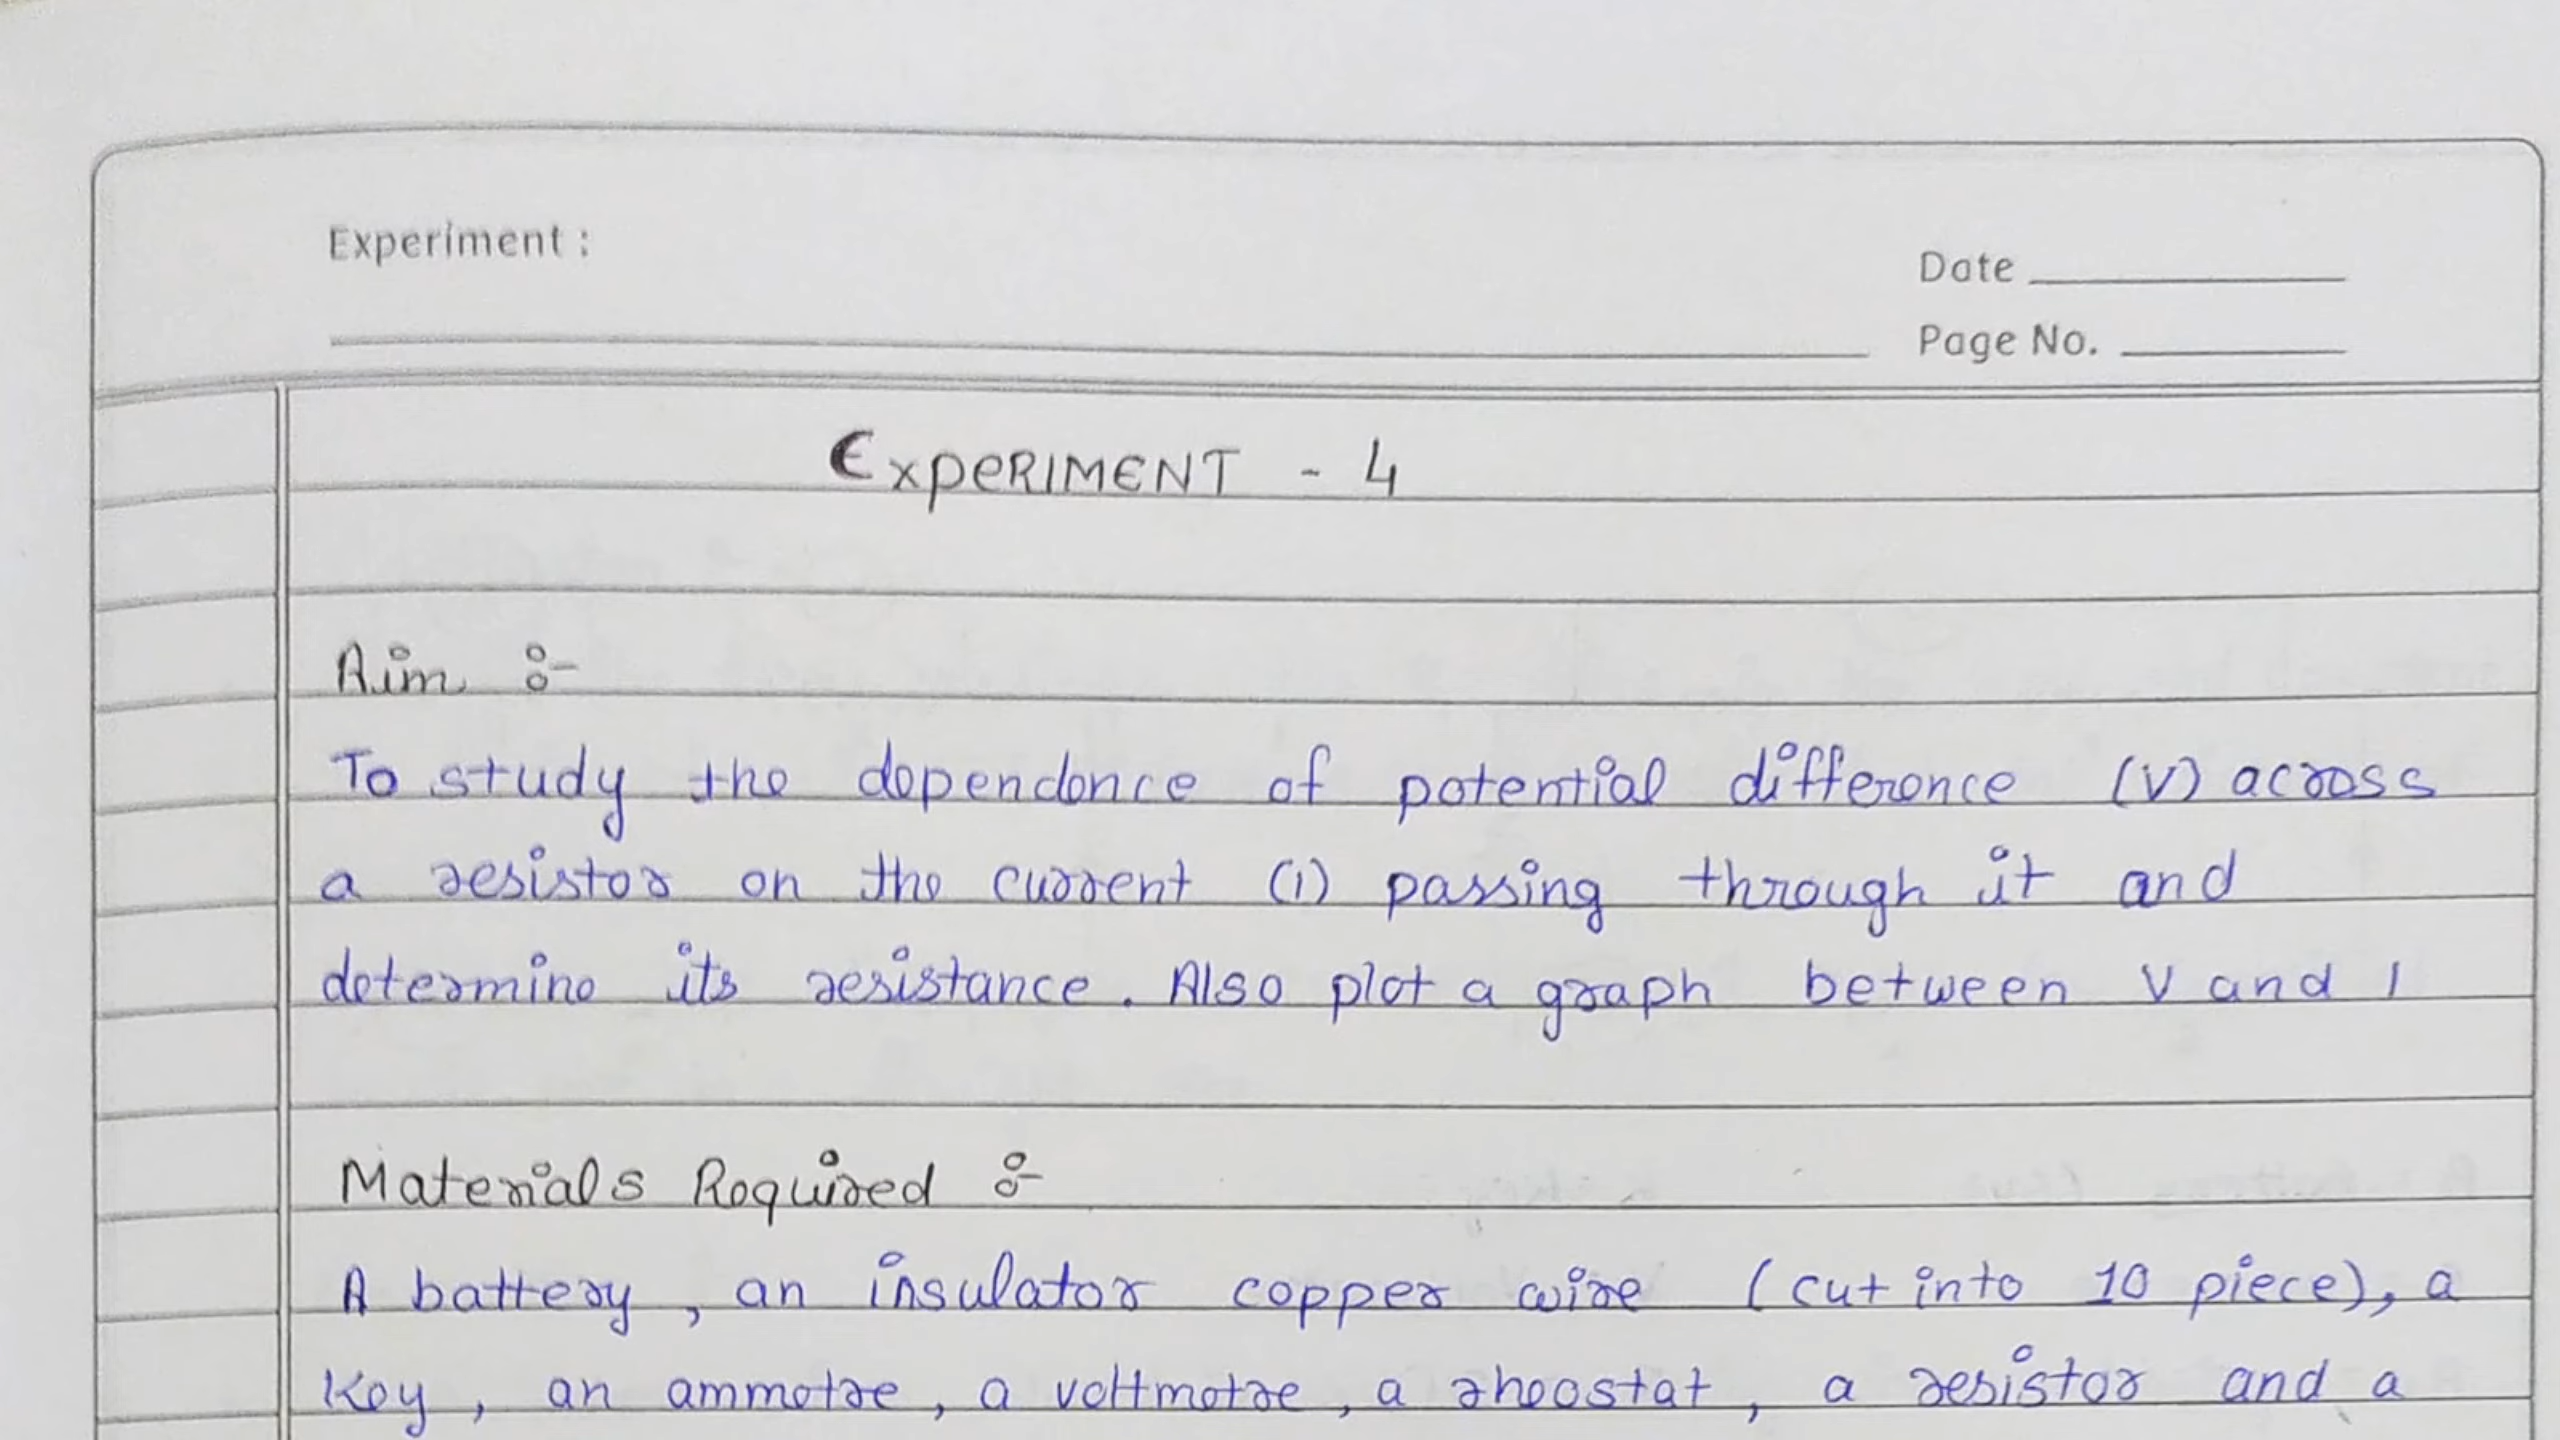 Experiment :
Date
Page No.
EXPERIMENT - 4
Aim :-
To study the dependence of potential difference (V) across
a resistor on the current (I) passing through it and
determine its resistance. Also plot a graph between V and I
Materials Required :-
A battery, an insulator copper wire (cut into 10 piece), a
Key, an ammetre, a voltmetre, a rheostat, a resistor and a